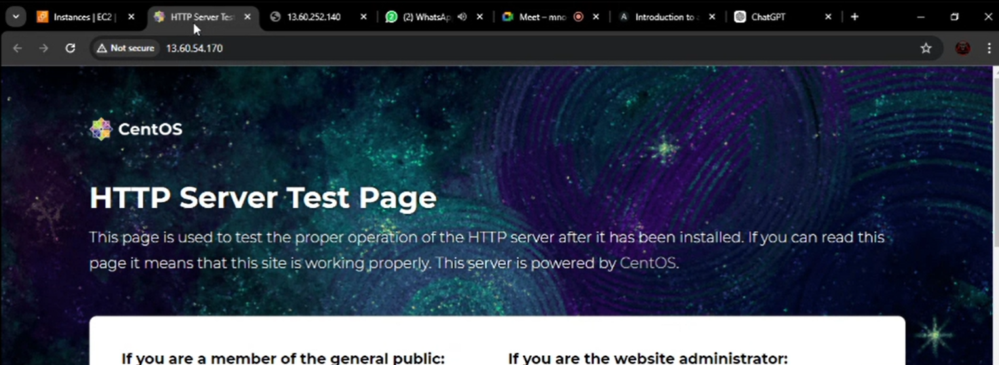 Instances | EC2 |
HTTP Server Tes
13.60.252.140
(2) WhatsAp
Meet – mno
Introduction to
ChatGPT
Not secure
13.60.54.170
CentOS
HTTP Server Test Page
This page is used to test the proper operation of the HTTP server after it has been installed. If you can read this
page it means that this site is working properly. This server is powered by CentOS.
If you are a member of the general public:
If you are the website administrator: